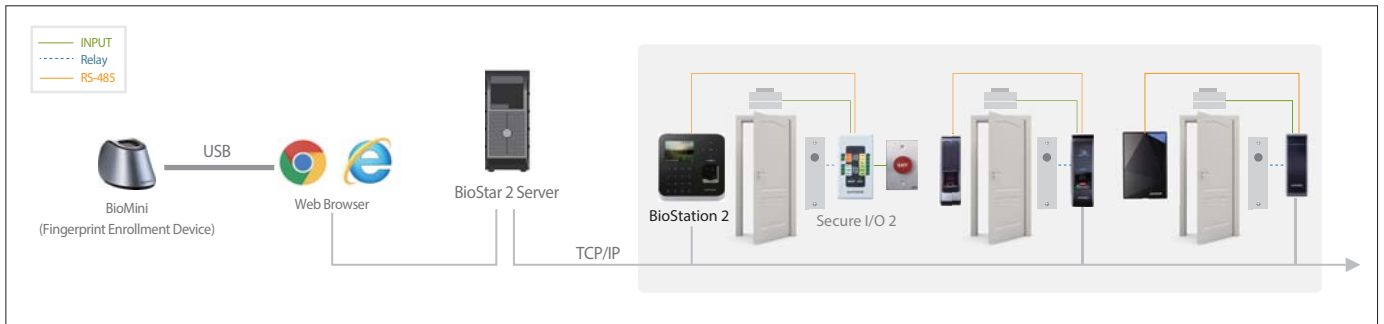 INPUT
Relay
RS-485
USB
BioMini
(Fingerprint Enrollment Device)
Web Browser
BioStar 2 Server
TCP/IP
BioStation 2
Secure I/O 2
EXIT